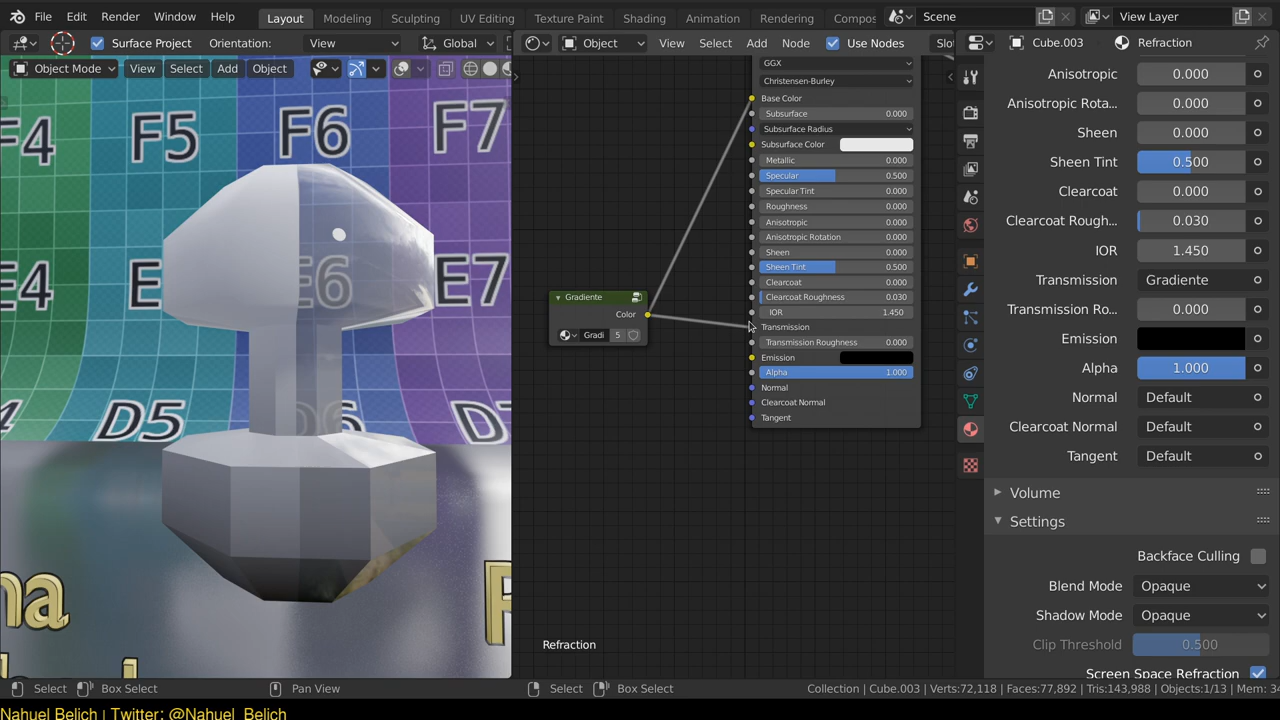 File Edit Render Window Help Layout Modeling Sculpting UV Editing Texture Paint Shading Animation Rendering Compos Scene View Layer
Surface Project Orientation: View Global Object View Select Add Node Use Nodes Slo Cube.003 Refraction
Object Mode View Select Add Object
F4 F5 F6 F7
E4 E E6 E7
D5 D6 D
na
GGX
Christensen-Burley
Base Color
Subsurface 0.000
Subsurface Radius
Subsurface Color
Metallic 0.000
Specular 0.500
Specular Tint 0.000
Roughness 0.000
Anisotropic 0.000
Anisotropic Rotation 0.000
Sheen 0.000
Sheen Tint 0.500
Clearcoat 0.000
Clearcoat Roughness 0.030
IOR 1.450
Transmission
Transmission Roughness 0.000
Emission
Alpha 1.000
Normal
Clearcoat Normal
Tangent
Gradiente
Color
Gradi 5
Refraction
Anisotropic 0.000
Anisotropic Rota... 0.000
Sheen 0.000
Sheen Tint 0.500
Clearcoat 0.000
Clearcoat Rough... 0.030
IOR 1.450
Transmission Gradiente
Transmission Ro... 0.000
Emission
Alpha 1.000
Normal Default
Clearcoat Normal Default
Tangent Default
Volume
Settings
Backface Culling
Blend Mode Opaque
Shadow Mode Opaque
Clip Threshold 0.500
Screen Space Refraction
Select Box Select Pan View Select Box Select Collection | Cube.003 | Verts:72,118 | Faces:77,892 | Tris:143,988 | Objects:1/13 | Mem: 34
Nahuel Belich | Twitter: @Nahuel_Belich